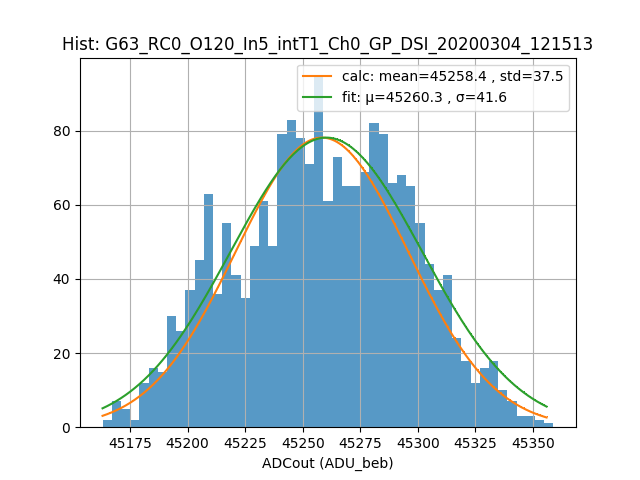 Hist: G63_RC0_O120_In5_intT1_Ch0_GP_DSI_20200304_121513
calc: mean=45258.4 , std=37.5
fit: μ=45260.3 , σ=41.6
80
60
40
20
0
45175 45200 45225 45250 45275 45300 45325 45350
ADCout (ADU_beb)